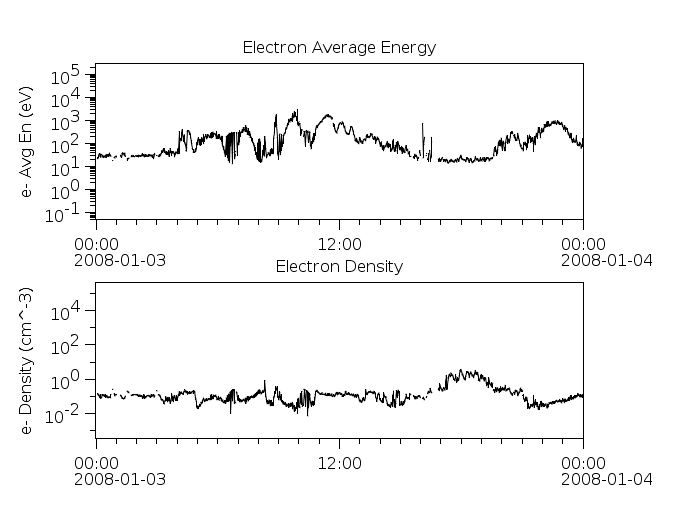 Electron Average Energy
e- Avg En (eV)
10^5
10^4
10^3
10^2
10^1
10^0
10^-1
00:00 12:00 00:00
2008-01-03 2008-01-04
Electron Density
e- Density (cm^-3)
10^4
10^2
10^0
10^-2
00:00 12:00 00:00
2008-01-03 2008-01-04